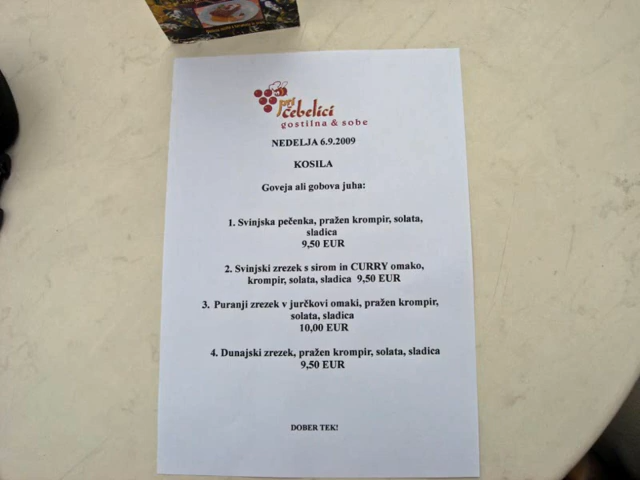 pri
čebelici
gostilna & sobe
NEDELJA 6.9.2009
KOSILA
Goveja ali gobova juha:
1. Svinjska pečenka, pražen krompir, solata,
sladica
9,50 EUR
2. Svinjski zrezek s sirom in CURRY omako,
krompir, solata, sladica 9,50 EUR
3. Puranji zrezek v jurčkovi omaki, pražen krompir,
solata, sladica
10,00 EUR
4. Dunajski zrezek, pražen krompir, solata, sladica
9,50 EUR
DOBER TEK!